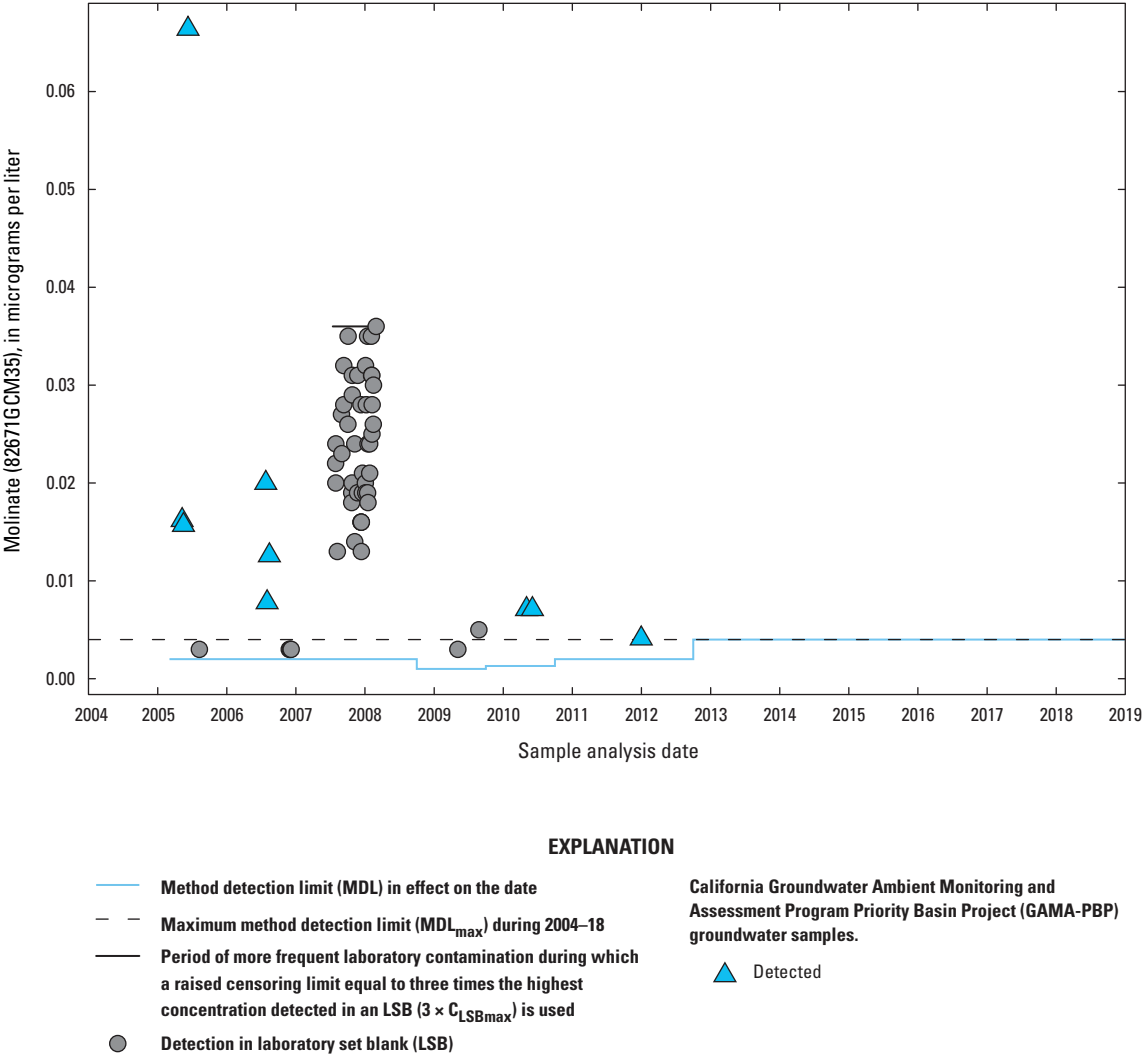 Molinate (82671GCM35), in micrograms per liter
0.06
0.05
0.04
0.03
0.02
0.01
0.00
2004 2005 2006 2007 2008 2009 2010 2011 2012 2013 2014 2015 2016 2017 2018 2019
Sample analysis date
EXPLANATION
Method detection limit (MDL) in effect on the date
Maximum method detection limit (MDLmax) during 2004–18
Period of more frequent laboratory contamination during which
a raised censoring limit equal to three times the highest
concentration detected in an LSB (3 × CLSBmax) is used
Detection in laboratory set blank (LSB)
California Groundwater Ambient Monitoring and
Assessment Program Priority Basin Project (GAMA-PBP)
groundwater samples.
Detected